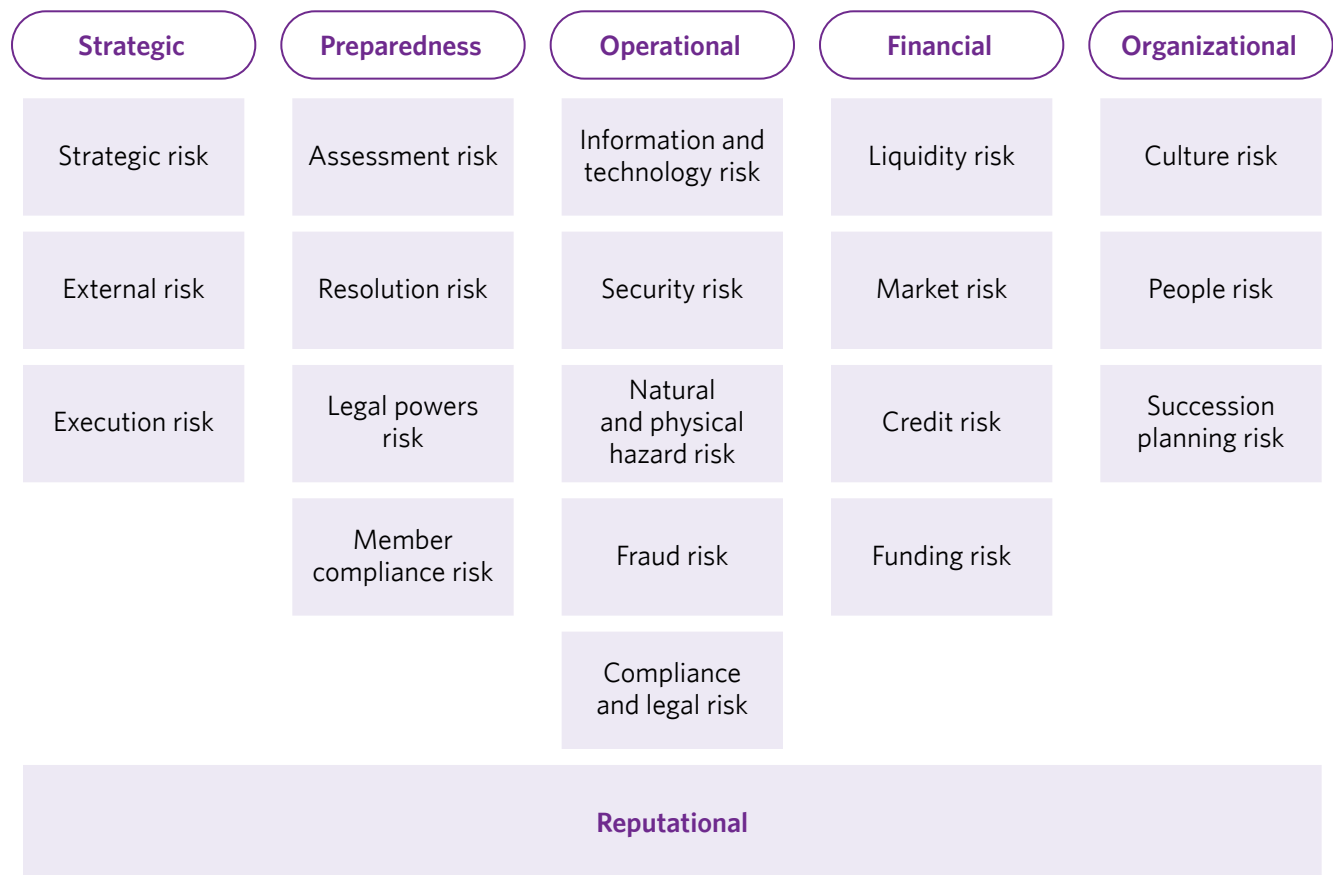 Strategic
Preparedness
Operational
Financial
Organizational
Strategic risk
Assessment risk
Information and
technology risk
Liquidity risk
Culture risk
External risk
Resolution risk
Security risk
Market risk
People risk
Execution risk
Legal powers
risk
Natural
and physical
hazard risk
Credit risk
Succession
planning risk
Member
compliance risk
Fraud risk
Funding risk
Compliance
and legal risk
Reputational